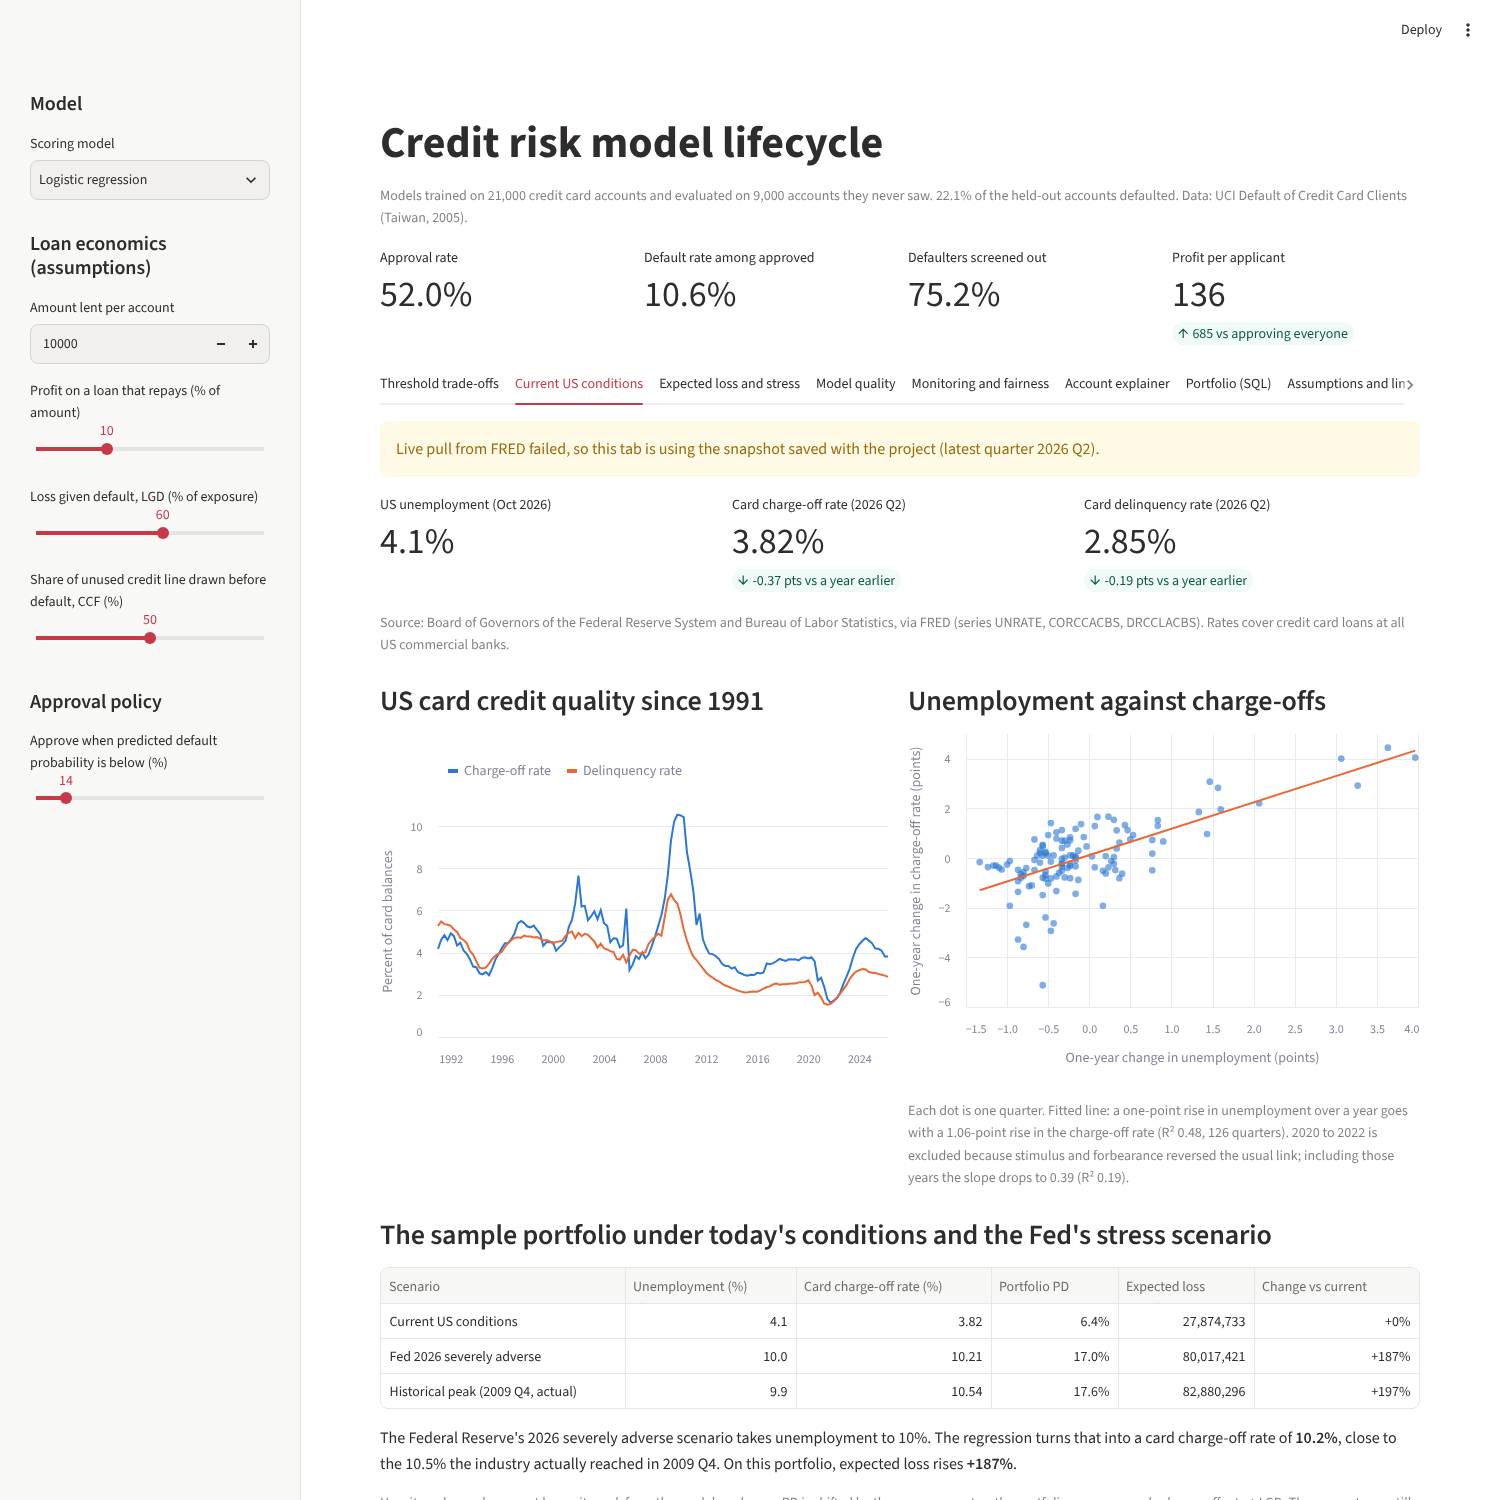 Deploy
Model
Scoring model
Logistic regression
Loan economics
(assumptions)
Amount lent per account
10000
Profit on a loan that repays (% of
amount)
10
Loss given default, LGD (% of exposure)
60
Share of unused credit line drawn before
default, CCF (%)
50
Approval policy
Approve when predicted default
probability is below (%)
14
Credit risk model lifecycle
Models trained on 21,000 credit card accounts and evaluated on 9,000 accounts they never saw. 22.1% of the held-out accounts defaulted. Data: UCI Default of Credit Card Clients
(Taiwan, 2005).
Approval rate Default rate among approved Defaulters screened out Profit per applicant
52.0% 10.6% 75.2% 136
↑ 685 vs approving everyone
Threshold trade-offs Current US conditions Expected loss and stress Model quality Monitoring and fairness Account explainer Portfolio (SQL) Assumptions and lin
Live pull from FRED failed, so this tab is using the snapshot saved with the project (latest quarter 2026 Q2).
US unemployment (Oct 2026) Card charge-off rate (2026 Q2) Card delinquency rate (2026 Q2)
4.1% 3.82% 2.85%
↓ -0.37 pts vs a year earlier ↓ -0.19 pts vs a year earlier
Source: Board of Governors of the Federal Reserve System and Bureau of Labor Statistics, via FRED (series UNRATE, CORCCACBS, DRCCLACBS). Rates cover credit card loans at all
US commercial banks.
US card credit quality since 1991
Charge-off rate Delinquency rate
Percent of card balances
10
8
6
4
2
0
1992 1996 2000 2004 2008 2012 2016 2020 2024
Unemployment against charge-offs
One-year change in charge-off rate (points)
4
2
0
−2
−4
−6
−1.5 −1.0 −0.5 0.0 0.5 1.0 1.5 2.0 2.5 3.0 3.5 4.0
One-year change in unemployment (points)
Each dot is one quarter. Fitted line: a one-point rise in unemployment over a year goes
with a 1.06-point rise in the charge-off rate (R² 0.48, 126 quarters). 2020 to 2022 is
excluded because stimulus and forbearance reversed the usual link; including those
years the slope drops to 0.39 (R² 0.19).
The sample portfolio under today's conditions and the Fed's stress scenario
Scenario Unemployment (%) Card charge-off rate (%) Portfolio PD Expected loss Change vs current
Current US conditions 4.1 3.82 6.4% 27,874,733 +0%
Fed 2026 severely adverse 10.0 10.21 17.0% 80,017,421 +187%
Historical peak (2009 Q4, actual) 9.9 10.54 17.6% 82,880,296 +197%
The Federal Reserve's 2026 severely adverse scenario takes unemployment to 10%. The regression turns that into a card charge-off rate of 10.2%, close to
the 10.5% the industry actually reached in 2009 Q4. On this portfolio, expected loss rises +187%.